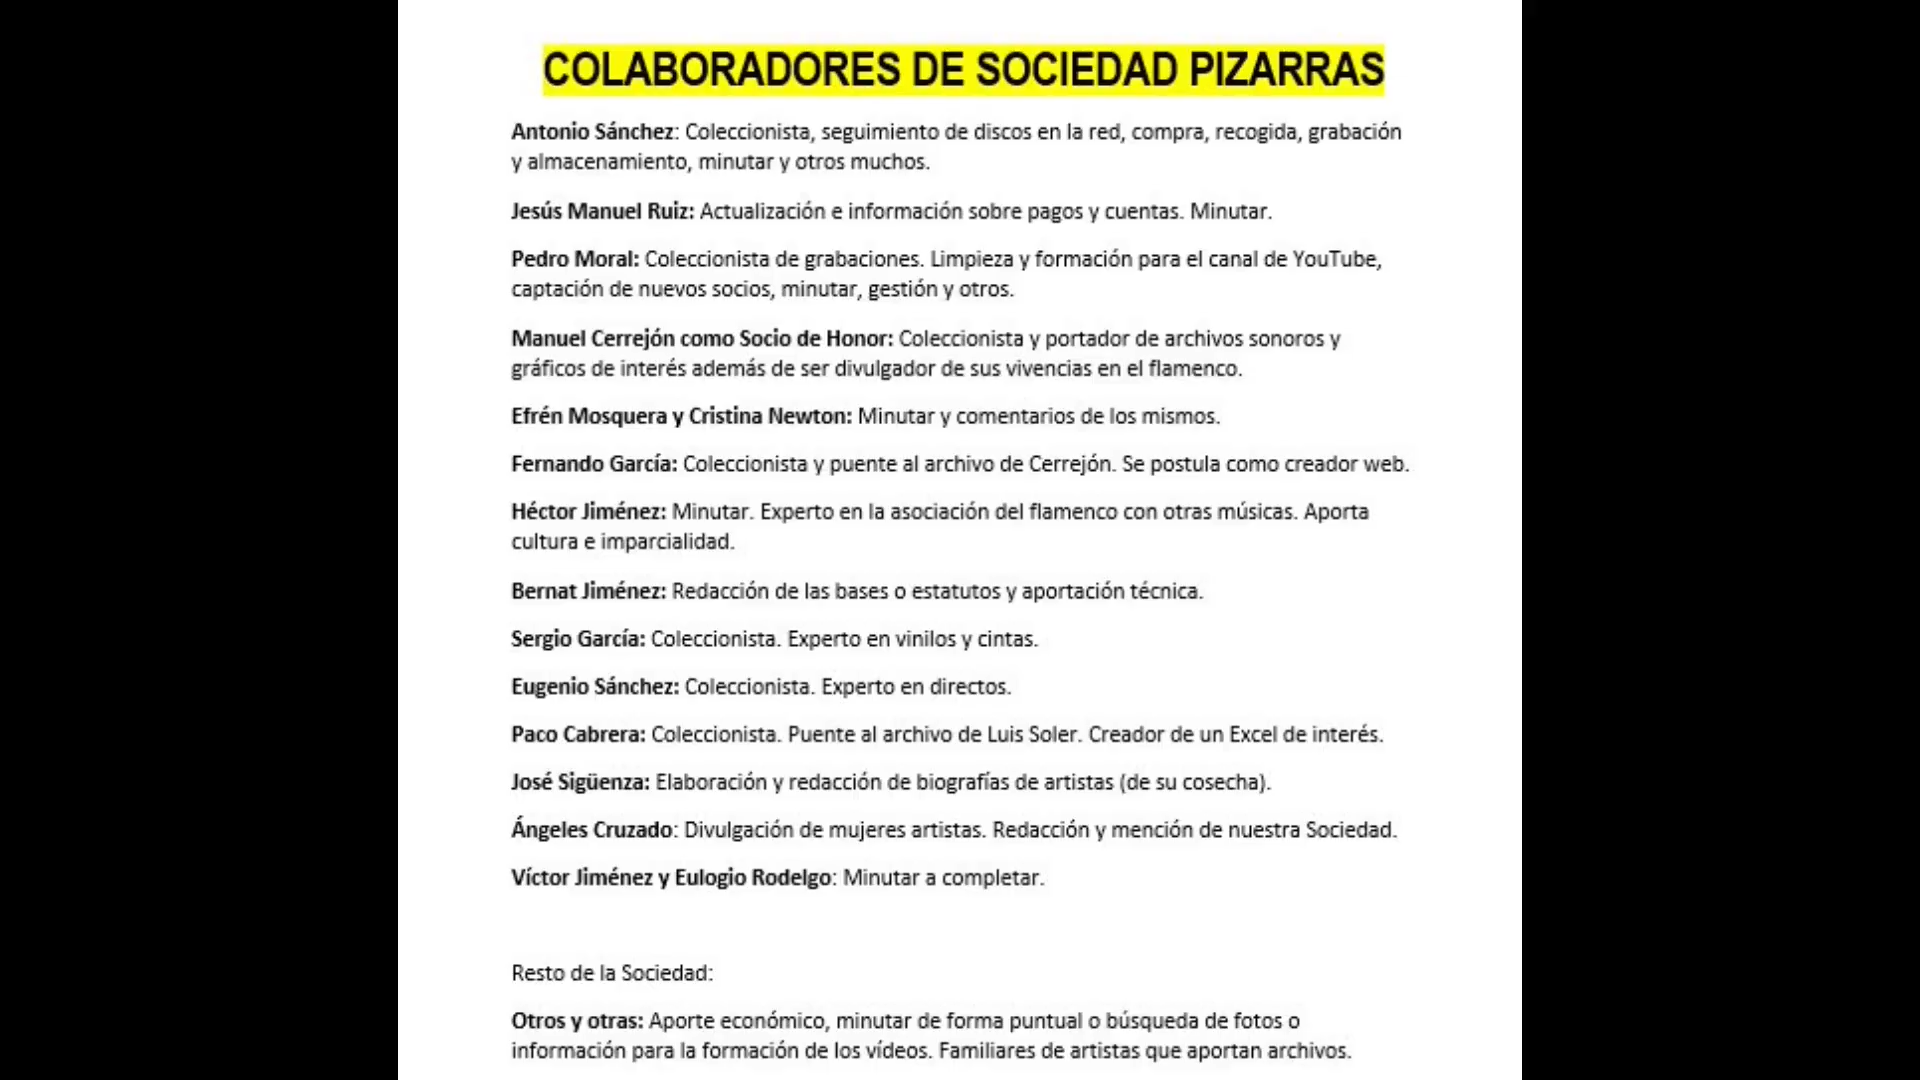 COLABORADORES DE SOCIEDAD PIZARRAS
Antonio Sánchez: Coleccionista, seguimiento de discos en la red, compra, recogida, grabación
y almacenamiento, minutar y otros muchos.
Jesús Manuel Ruiz: Actualización e información sobre pagos y cuentas. Minutar.
Pedro Moral: Coleccionista de grabaciones. Limpieza y formación para el canal de YouTube,
captación de nuevos socios, minutar, gestión y otros.
Manuel Cerrejón como Socio de Honor: Coleccionista y portador de archivos sonoros y
gráficos de interés además de ser divulgador de sus vivencias en el flamenco.
Efrén Mosquera y Cristina Newton: Minutar y comentarios de los mismos.
Fernando García: Coleccionista y puente al archivo de Cerrejón. Se postula como creador web.
Héctor Jiménez: Minutar. Experto en la asociación del flamenco con otras músicas. Aporta
cultura e imparcialidad.
Bernat Jiménez: Redacción de las bases o estatutos y aportación técnica.
Sergio García: Coleccionista. Experto en vinilos y cintas.
Eugenio Sánchez: Coleccionista. Experto en directos.
Paco Cabrera: Coleccionista. Puente al archivo de Luis Soler. Creador de un Excel de interés.
José Sigüenza: Elaboración y redacción de biografías de artistas (de su cosecha).
Ángeles Cruzado: Divulgación de mujeres artistas. Redacción y mención de nuestra Sociedad.
Víctor Jiménez y Eulogio Rodelgo: Minutar a completar.
Resto de la Sociedad:
Otros y otras: Aporte económico, minutar de forma puntual o búsqueda de fotos o
información para la formación de los vídeos. Familiares de artistas que aportan archivos.